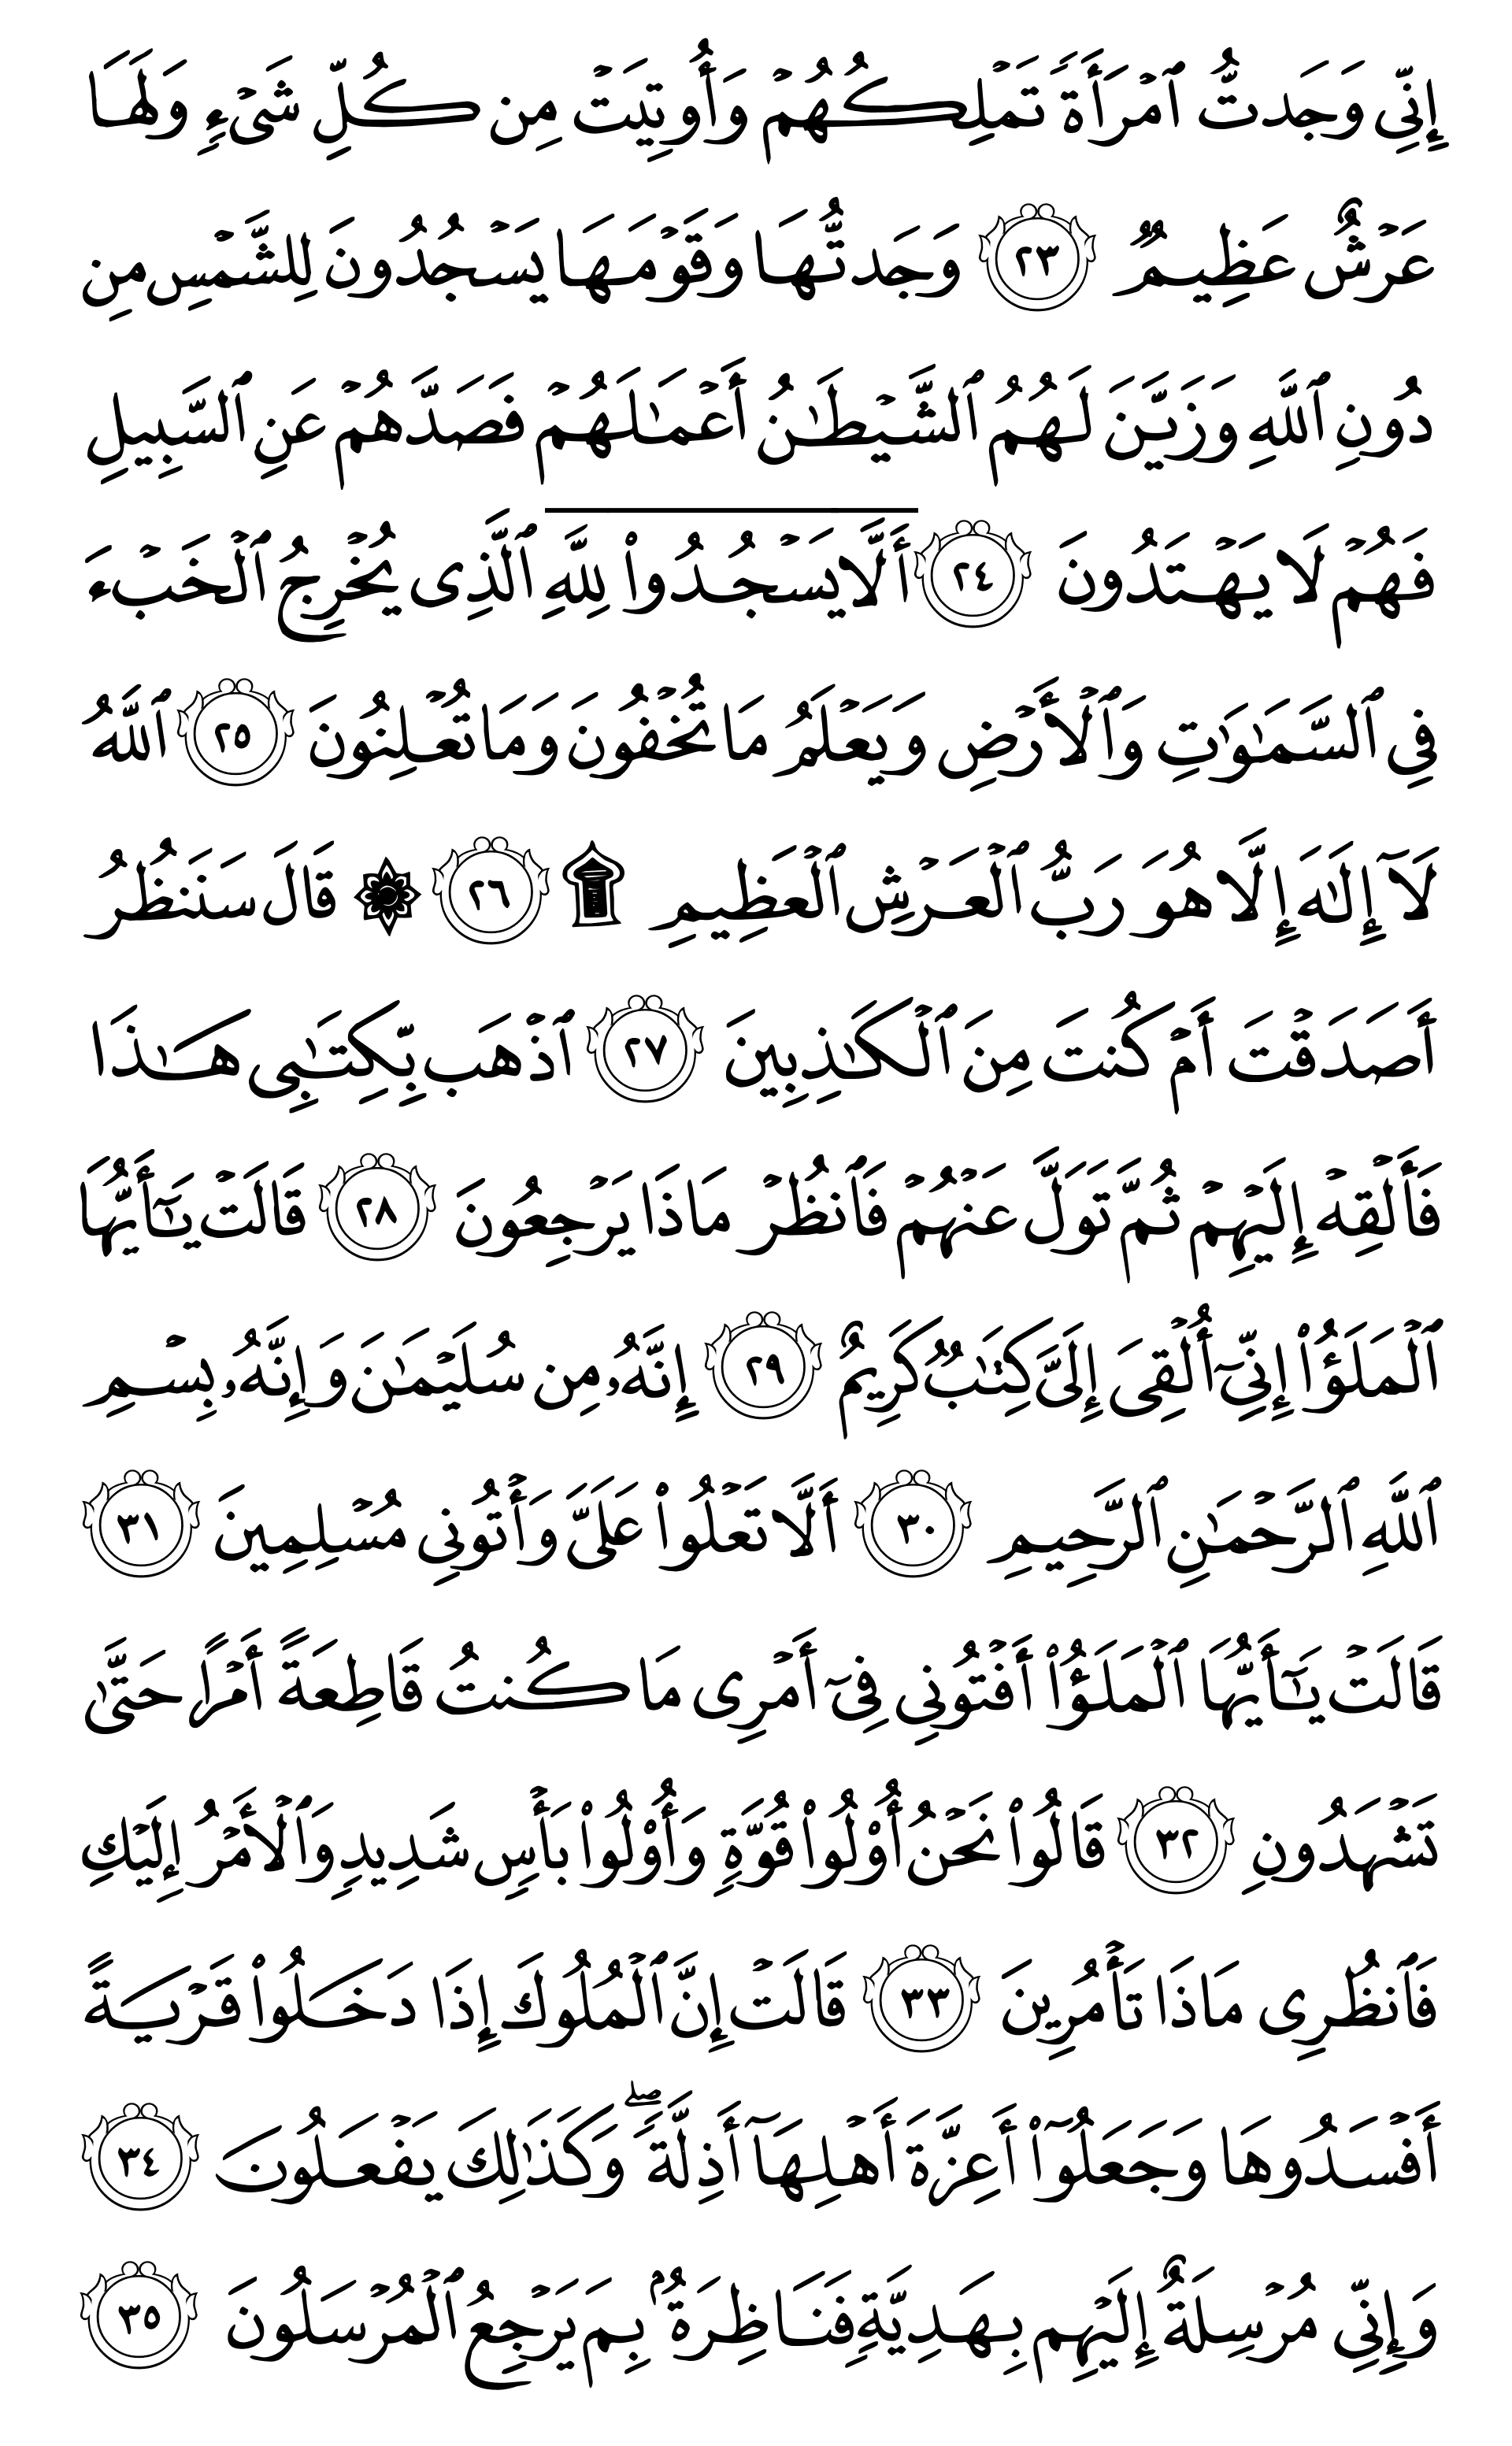 إِنِّي وَجَدتُّ ٱمۡرَأَةٗ تَمۡلِكُهُمۡ وَأُوتِيَتۡ مِن كُلِّ شَيۡءٖ وَلَهَا
عَرۡشٌ عَظِيمٞ ٢٣ وَجَدتُّهَا وَقَوۡمَهَا يَسۡجُدُونَ لِلشَّمۡسِ مِن
دُونِ ٱللَّهِ وَزَيَّنَ لَهُمُ ٱلشَّيۡطَٰنُ أَعۡمَٰلَهُمۡ فَصَدَّهُمۡ عَنِ ٱلسَّبِيلِ
فَهُمۡ لَا يَهۡتَدُونَ ٢٤ أَلَّاۤ يَسۡجُدُواْ لِلَّهِ ٱلَّذِي يُخۡرِجُ ٱلۡخَبۡءَ
فِي ٱلسَّمَٰوَٰتِ وَٱلۡأَرۡضِ وَيَعۡلَمُ مَا تُخۡفُونَ وَمَا تُعۡلِنُونَ ٢٥ ٱللَّهُ
لَآ إِلَٰهَ إِلَّا هُوَ رَبُّ ٱلۡعَرۡشِ ٱلۡعَظِيمِ ۩ ٢٦ ۞ قَالَ سَنَنظُرُ
أَصَدَقۡتَ أَمۡ كُنتَ مِنَ ٱلۡكَٰذِبِينَ ٢٧ ٱذۡهَب بِّكِتَٰبِي هَٰذَا
فَأَلۡقِهۡ إِلَيۡهِمۡ ثُمَّ تَوَلَّ عَنۡهُمۡ فَٱنظُرۡ مَاذَا يَرۡجِعُونَ ٢٨ قَالَتۡ يَٰٓأَيُّهَا
ٱلۡمَلَؤُاْ إِنِّيٓ أُلۡقِيَ إِلَيَّ كِتَٰبٞ كَرِيمٌ ٢٩ إِنَّهُۥ مِن سُلَيۡمَٰنَ وَإِنَّهُۥ بِسۡمِ
ٱللَّهِ ٱلرَّحۡمَٰنِ ٱلرَّحِيمِ ٣٠ أَلَّا تَعۡلُواْ عَلَيَّ وَأۡتُونِي مُسۡلِمِينَ ٣١
قَالَتۡ يَٰٓأَيُّهَا ٱلۡمَلَؤُاْ أَفۡتُونِي فِيٓ أَمۡرِي مَا كُنتُ قَاطِعَةً أَمۡرًا حَتَّىٰ
تَشۡهَدُونِ ٣٢ قَالُواْ نَحۡنُ أُوْلُواْ قُوَّةٖ وَأُوْلُواْ بَأۡسٖ شَدِيدٖ وَٱلۡأَمۡرُ إِلَيۡكِ
فَٱنظُرِي مَاذَا تَأۡمُرِينَ ٣٣ قَالَتۡ إِنَّ ٱلۡمُلُوكَ إِذَا دَخَلُواْ قَرۡيَةً
أَفۡسَدُوهَا وَجَعَلُوٓاْ أَعِزَّةَ أَهۡلِهَآ أَذِلَّةٗۖ وَكَذَٰلِكَ يَفۡعَلُونَ ٣٤
وَإِنِّي مُرۡسِلَةٌ إِلَيۡهِم بِهَدِيَّةٖ فَنَاظِرَةُۢ بِمَ يَرۡجِعُ ٱلۡمُرۡسَلُونَ ٣٥